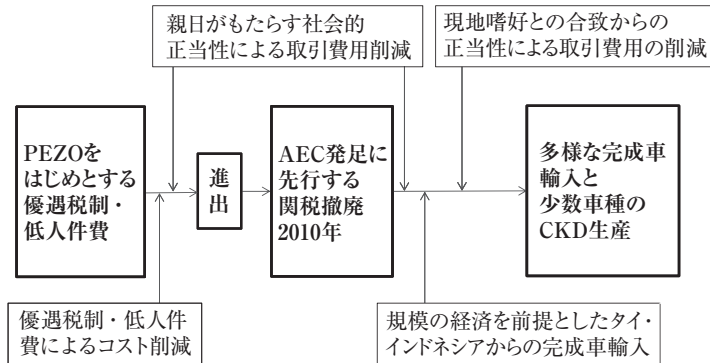 親日がもたらす社会的
正当性による取引費用削減
現地嗜好との合致からの
正当性による取引費用の削減
PEZOを
はじめとする
優遇税制・
低人件費
進
出
AEC発足に
先行する
関税撤廃
2010年
多様な完成車
輸入と
少数車種の
CKD生産
優遇税制・低人件
費によるコスト削減
規模の経済を前提としたタイ・
インドネシアからの完成車輸入